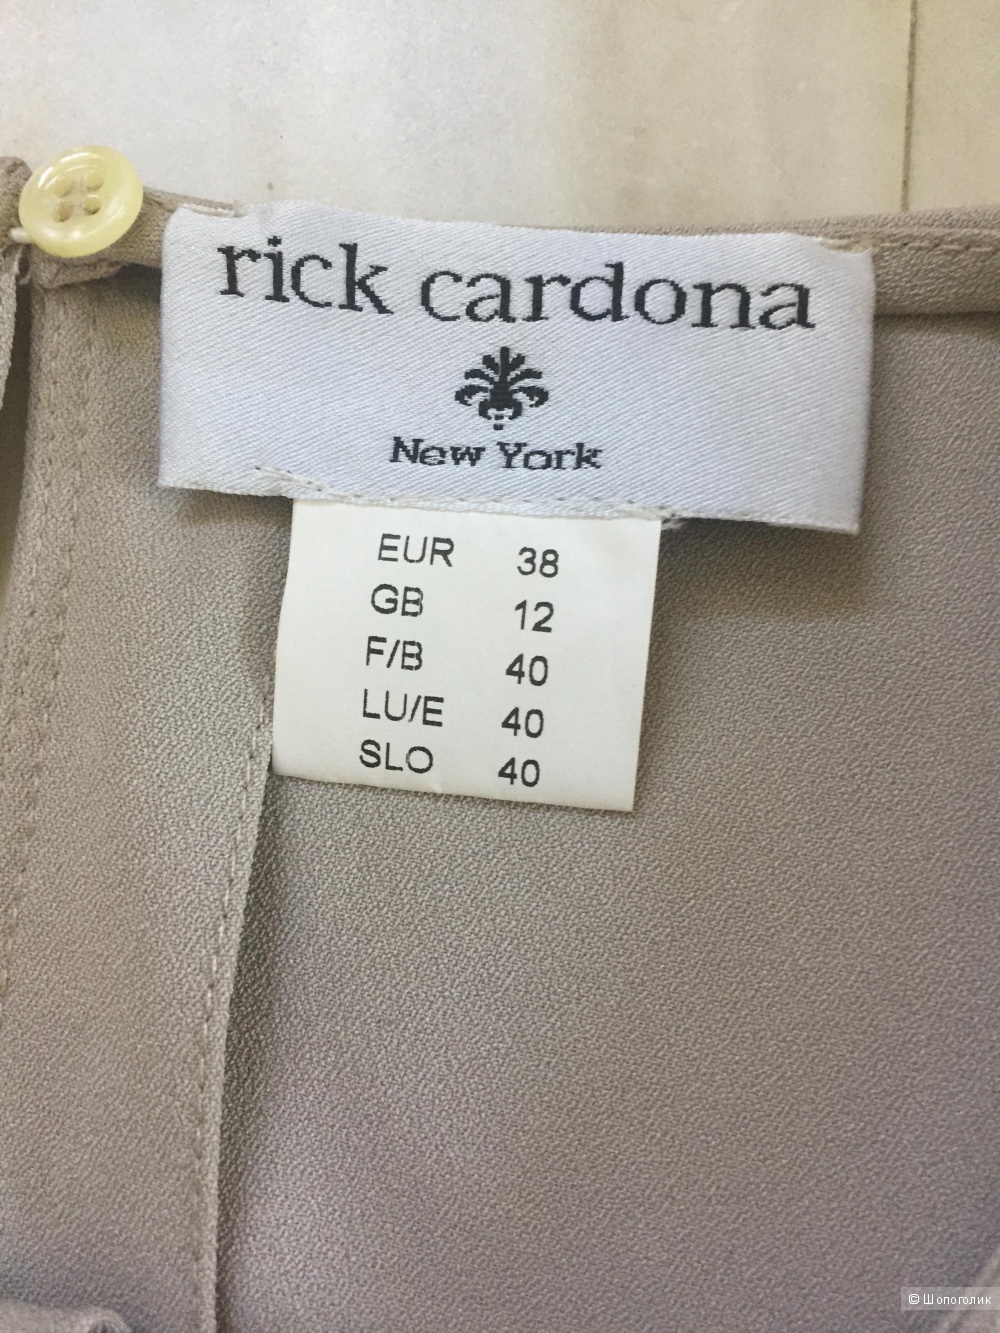 rick cardona
New York
EUR 38
GB 12
F/B 40
LU/E 40
SLO 40
© Шопоголик